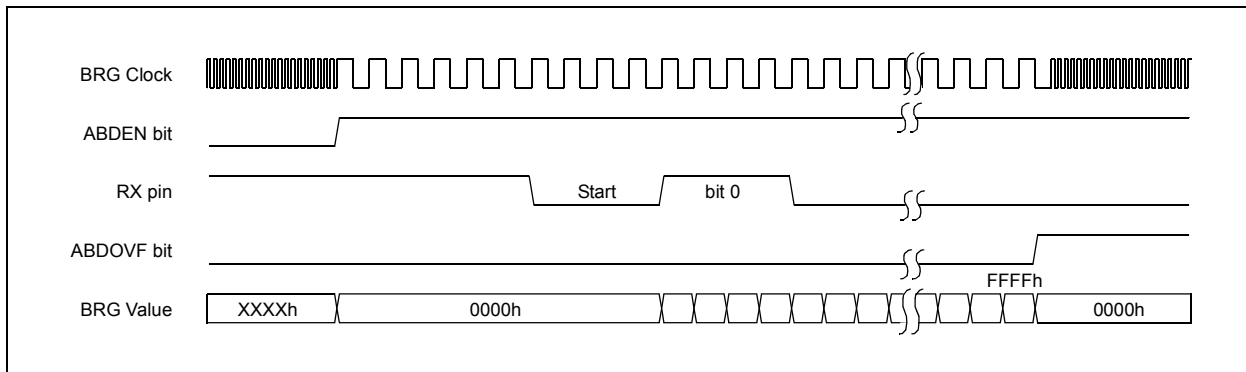 BRG Clock
ABDEN bit
RX pin
Start
bit 0
ABDOVF bit
FFFFh
BRG Value
XXXXh
0000h
0000h